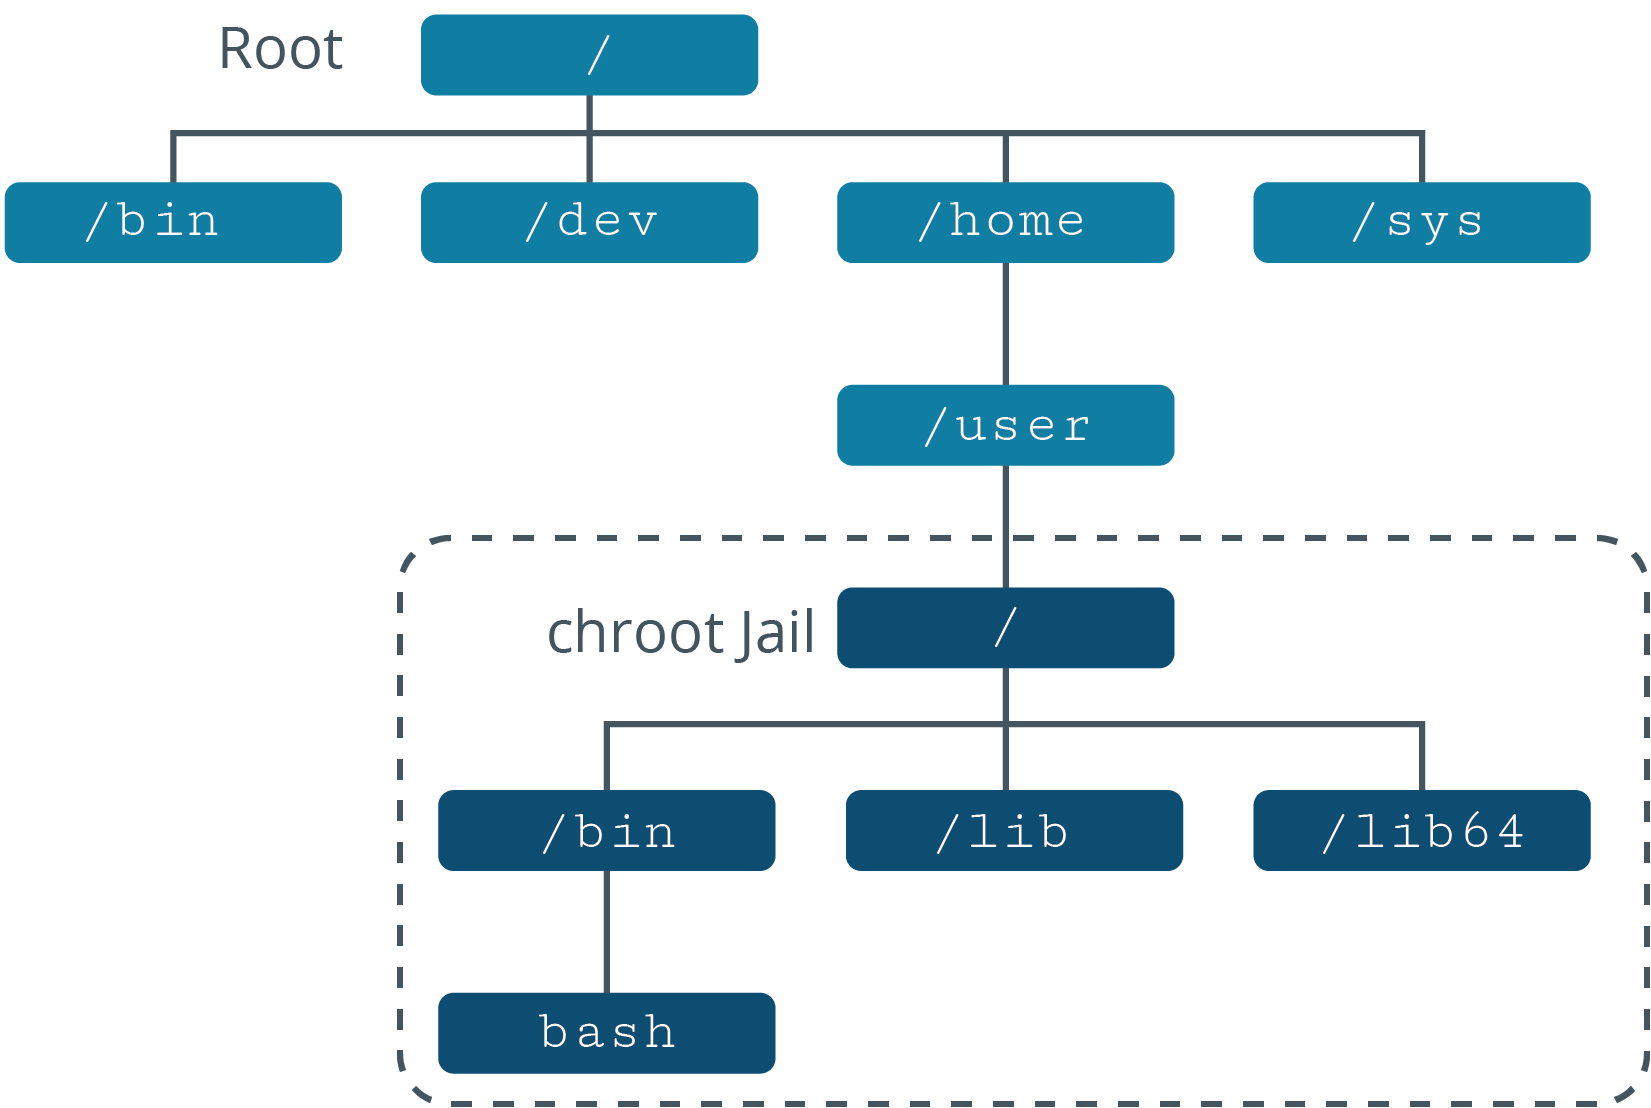 Root
/
/bin
/dev
/home
/sys
/user
chroot Jail
/
/bin
/lib
/lib64
bash